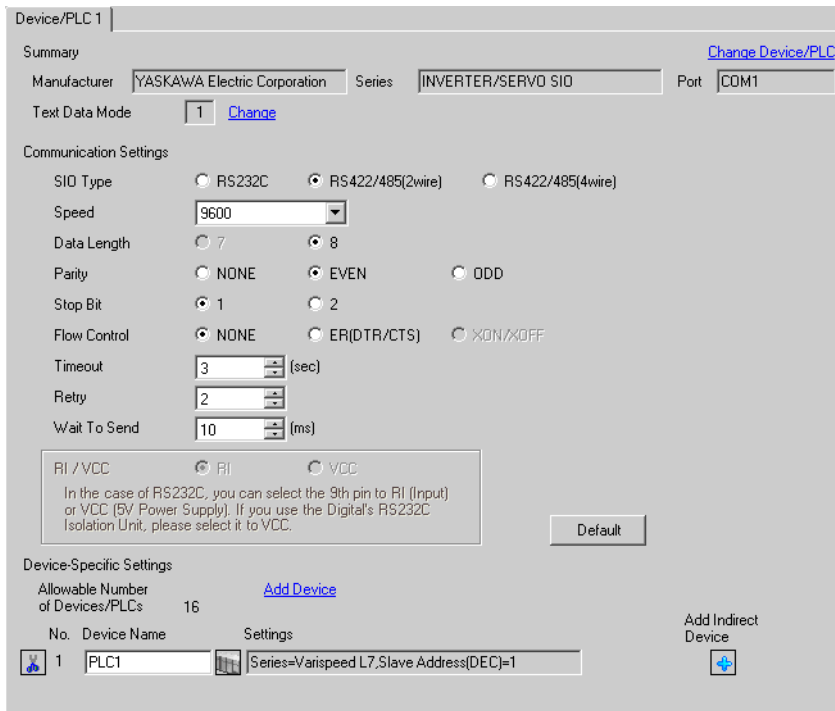 Device/PLC 1
Summary
Change Device/PLC
Manufacturer YASKAWA Electric Corporation Series INVERTER/SERVO SIO Port COM1
Text Data Mode 1 Change
Communication Settings
SIO Type RS232C RS422/485(2wire) RS422/485(4wire)
Speed 9600
Data Length 7 8
Parity NONE EVEN ODD
Stop Bit 1 2
Flow Control NONE ER(DTR/CTS) XON/XOFF
Timeout 3 (sec)
Retry 2
Wait To Send 10 (ms)
RI / VCC RI VCC
In the case of RS232C, you can select the 9th pin to RI (Input)
or VCC (5V Power Supply). If you use the Digital's RS232C
Isolation Unit, please select it to VCC.
Default
Device-Specific Settings
Allowable Number
of Devices/PLCs 16
Add Device
Add Indirect
Device
No. Device Name Settings
1 PLC1 Series=Varispeed L7,Slave Address(DEC)=1